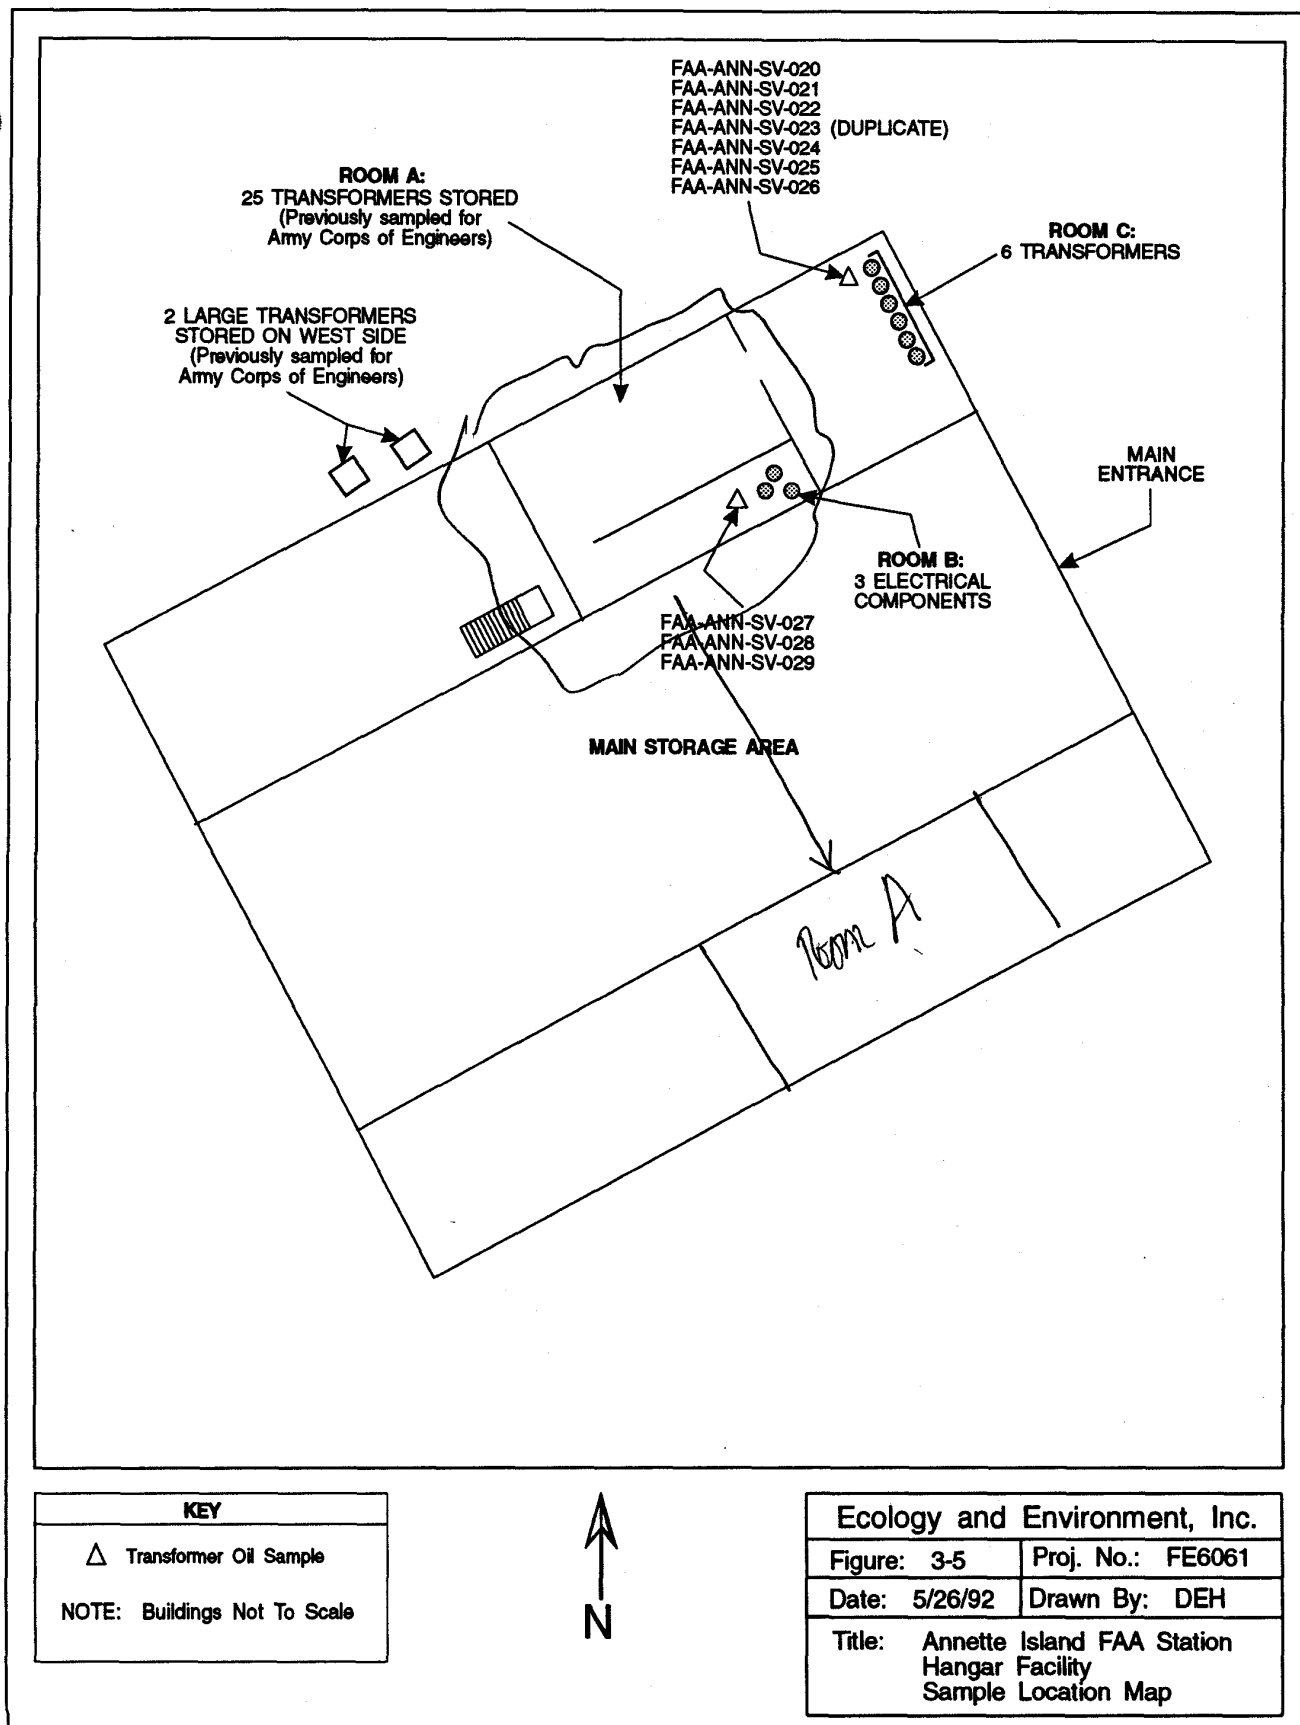 FAA-ANN-SV-020
FAA-ANN-SV-021
FAA-ANN-SV-022
FAA-ANN-SV-023 (DUPLICATE)
FAA-ANN-SV-024
FAA-ANN-SV-025
FAA-ANN-SV-026
ROOM A:
25 TRANSFORMERS STORED
(Previously sampled for
Army Corps of Engineers)
ROOM C:
6 TRANSFORMERS
2 LARGE TRANSFORMERS
STORED ON WEST SIDE
(Previously sampled for
Army Corps of Engineers)
MAIN
ENTRANCE
ROOM B:
3 ELECTRICAL
COMPONENTS
FAA-ANN-SV-027
FAA-ANN-SV-028
FAA-ANN-SV-029
MAIN STORAGE AREA
Room A
KEY
Transformer Oil Sample
NOTE: Buildings Not To Scale
N
Ecology and Environment, Inc.
Figure: 3-5 Proj. No.: FE6061
Date: 5/26/92 Drawn By: DEH
Title: Annette Island FAA Station
Hangar Facility
Sample Location Map